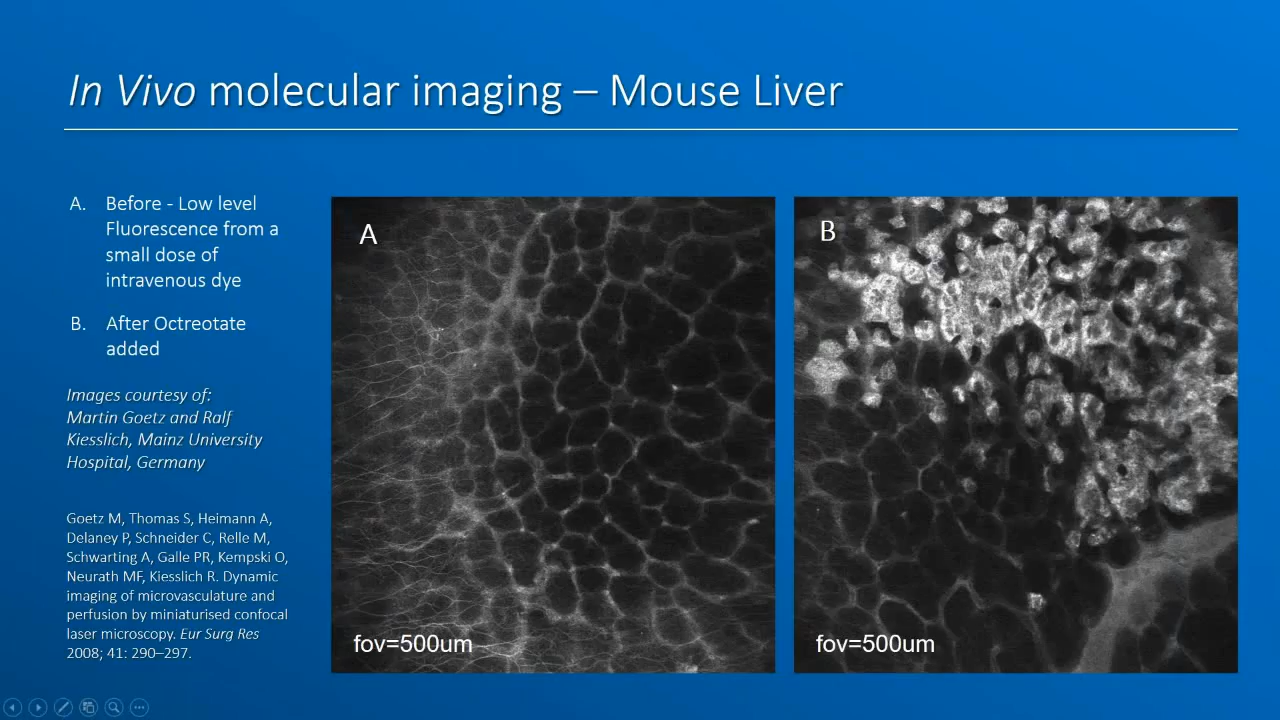 In Vivo molecular imaging – Mouse Liver
A. Before - Low level
Fluorescence from a
small dose of
intravenous dye
B. After Octreotate
added
Images courtesy of:
Martin Goetz and Ralf
Kiesslich, Mainz University
Hospital, Germany
Goetz M, Thomas S, Heimann A,
Delaney P, Schneider C, Relle M,
Schwarting A, Galle PR, Kempski O,
Neurath MF, Kiesslich R. Dynamic
imaging of microvasculature and
perfusion by miniaturised confocal
laser microscopy. Eur Surg Res
2008; 41: 290–297.
A
fov=500um
B
fov=500um